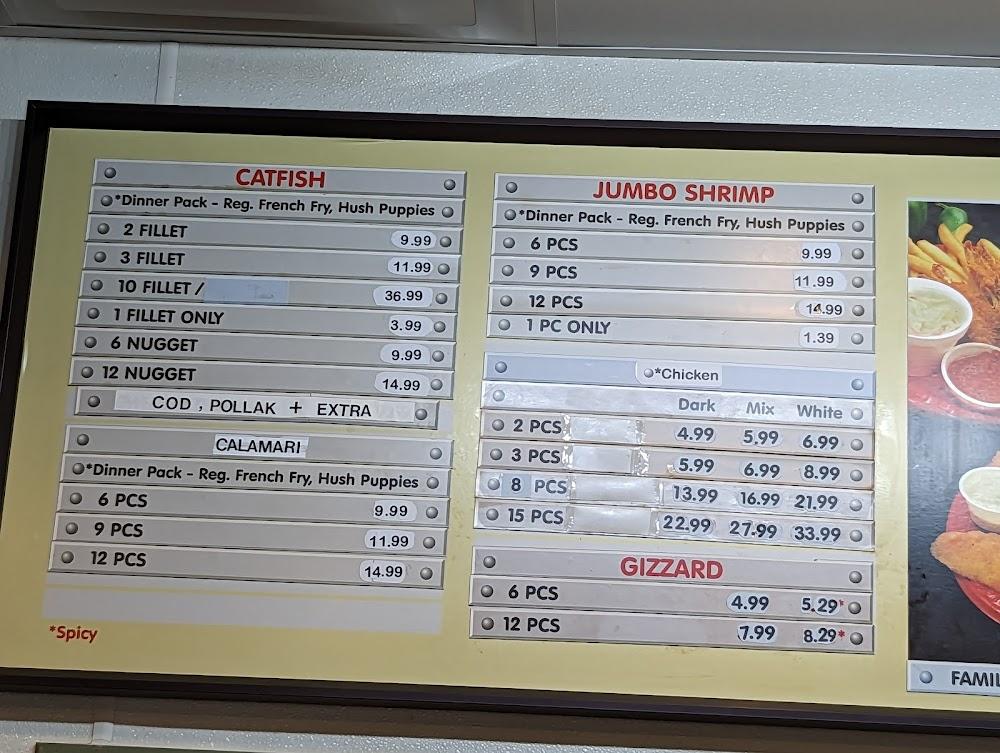 CATFISH
*Dinner Pack - Reg. French Fry, Hush Puppies
2 FILLET 9.99
3 FILLET 11.99
10 FILLET / 36.99
1 FILLET ONLY 3.99
6 NUGGET 9.99
12 NUGGET 14.99
COD , POLLAK + EXTRA
CALAMARI
*Dinner Pack - Reg. French Fry, Hush Puppies
6 PCS 9.99
9 PCS 11.99
12 PCS 14.99
*Spicy
JUMBO SHRIMP
*Dinner Pack - Reg. French Fry, Hush Puppies
6 PCS 9.99
9 PCS 11.99
12 PCS 14.99
1 PC ONLY 1.39
*Chicken
Dark Mix White
2 PCS 4.99 5.99 6.99
3 PCS 5.99 6.99 8.99
8 PCS 13.99 16.99 21.99
15 PCS 22.99 27.99 33.99
GIZZARD
6 PCS 4.99 5.29*
12 PCS 7.99 8.29*
FAMIL